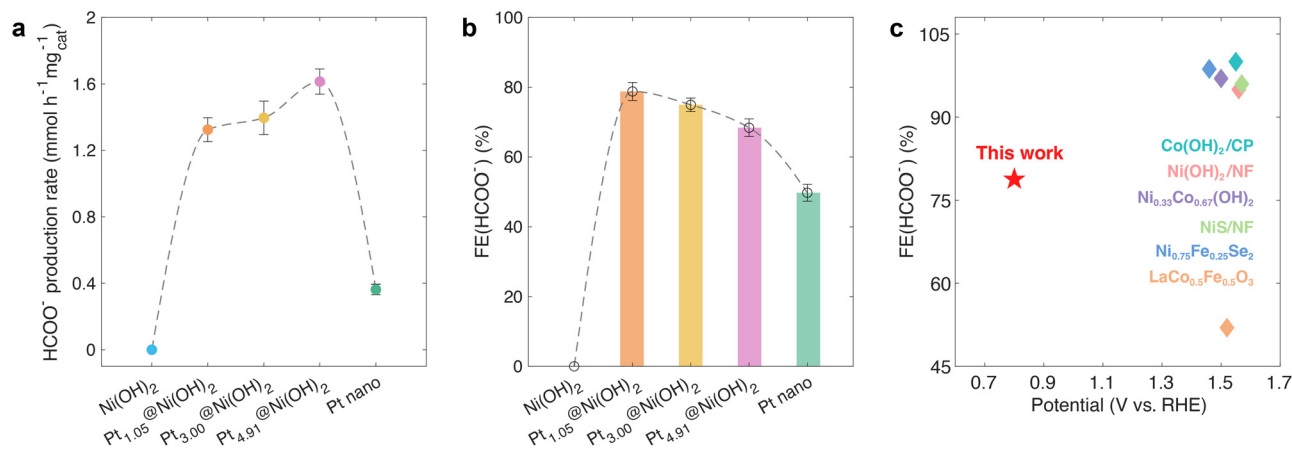 a
HCOO⁻ production rate (mmol h⁻¹mg⁻¹cat)
2
1.6
1.2
0.8
0.4
0
Ni(OH)₂
Pt₁.₀₅@Ni(OH)₂
Pt₃.₀₀@Ni(OH)₂
Pt₄.₉₁@Ni(OH)₂
Pt nano
b
FE(HCOO⁻) (%)
100
80
60
40
20
0
Ni(OH)₂
Pt₁.₀₅@Ni(OH)₂
Pt₃.₀₀@Ni(OH)₂
Pt₄.₉₁@Ni(OH)₂
Pt nano
c
FE(HCOO⁻) (%)
105
90
75
60
45
This work
Co(OH)₂/CP
Ni(OH)₂/NF
Ni₀.₃₃Co₀.₆₇(OH)₂
NiS/NF
Ni₀.₇₅Fe₀.₂₅Se₂
LaCo₀.₅Fe₀.₅O₃
0.7
0.9
1.1
1.3
1.5
1.7
Potential (V vs. RHE)